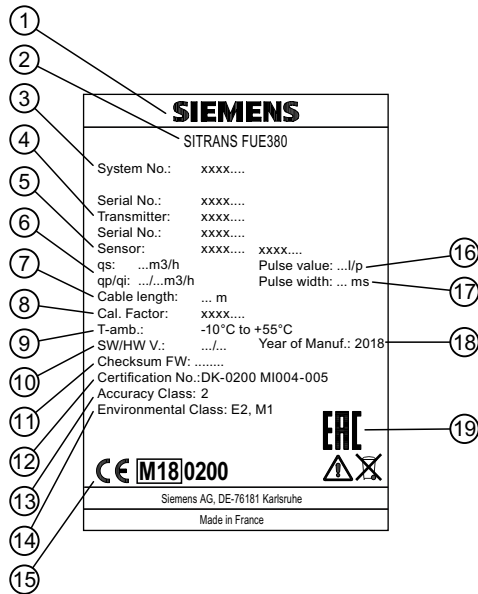 1
2
3
4
5
6
7
8
9
10
11
12
13
14
15
SIEMENS
SITRANS FUE380
System No.: xxxx....
Serial No.: xxxx....
Transmitter: xxxx....
Serial No.: xxxx....
Sensor: xxxx.... xxxx....
qs: ...m3/h Pulse value: ...l/p
qp/qi: .../...m3/h Pulse width: ... ms
Cable length: ... m
Cal. Factor: xxxx....
T-amb.: -10°C to +55°C
SW/HW V.: .../... Year of Manuf.: 2018
Checksum FW: ........
Certification No.:DK-0200 MI004-005
Accuracy Class: 2
Environmental Class: E2, M1
EAC
CE M18 0200
Siemens AG, DE-76181 Karlsruhe
Made in France
16
17
18
19